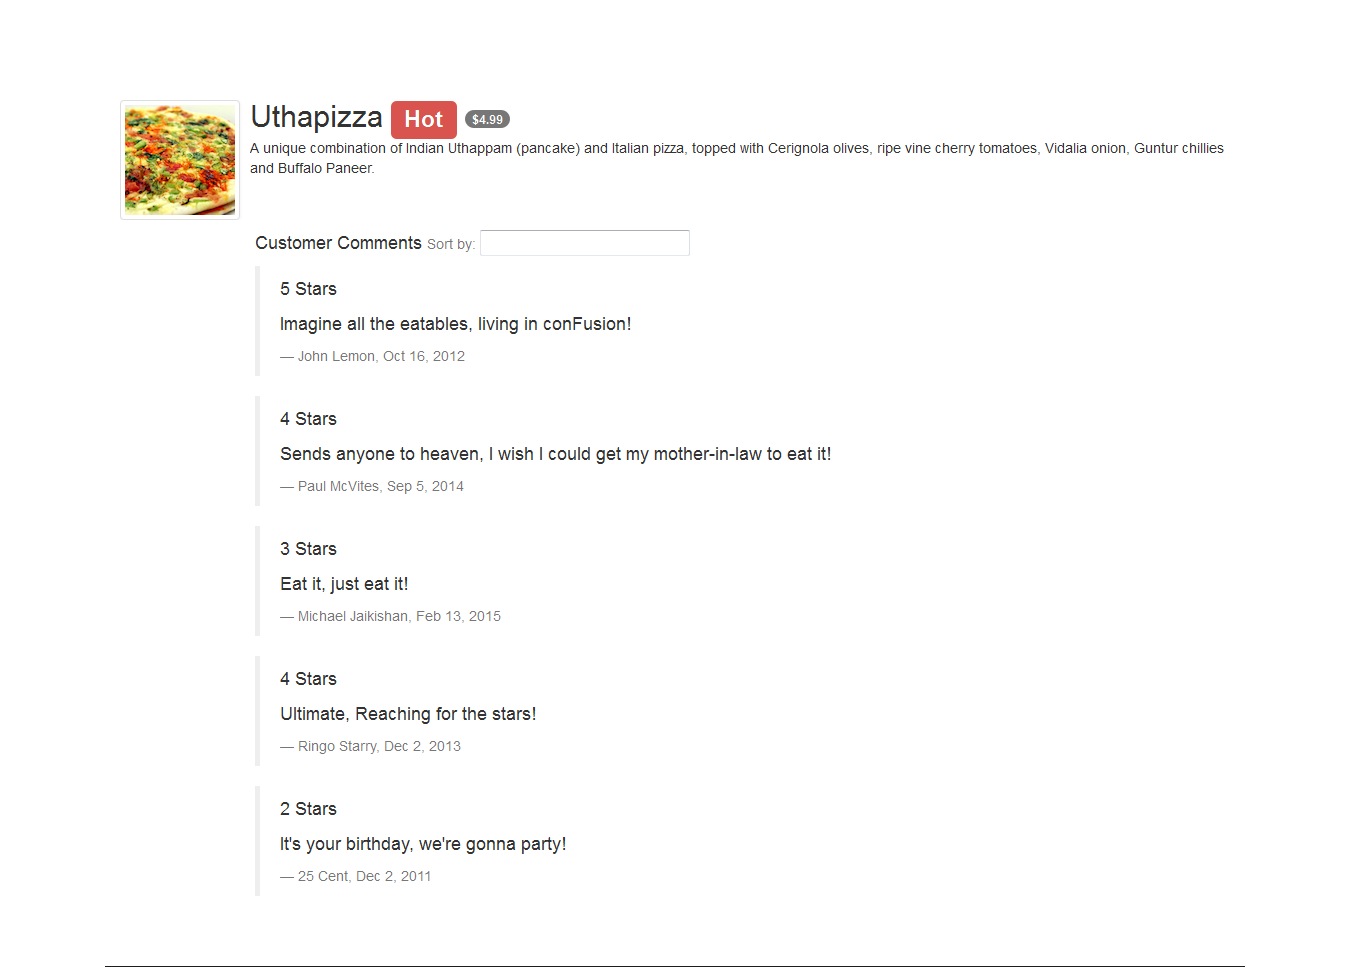 Uthapizza Hot $4.99
A unique combination of Indian Uthappam (pancake) and Italian pizza, topped with Cerignola olives, ripe vine cherry tomatoes, Vidalia onion, Guntur chillies
and Buffalo Paneer.
Customer Comments Sort by:
5 Stars
Imagine all the eatables, living in conFusion!
— John Lemon, Oct 16, 2012
4 Stars
Sends anyone to heaven, I wish I could get my mother-in-law to eat it!
— Paul McVites, Sep 5, 2014
3 Stars
Eat it, just eat it!
— Michael Jaikishan, Feb 13, 2015
4 Stars
Ultimate, Reaching for the stars!
— Ringo Starry, Dec 2, 2013
2 Stars
It's your birthday, we're gonna party!
— 25 Cent, Dec 2, 2011